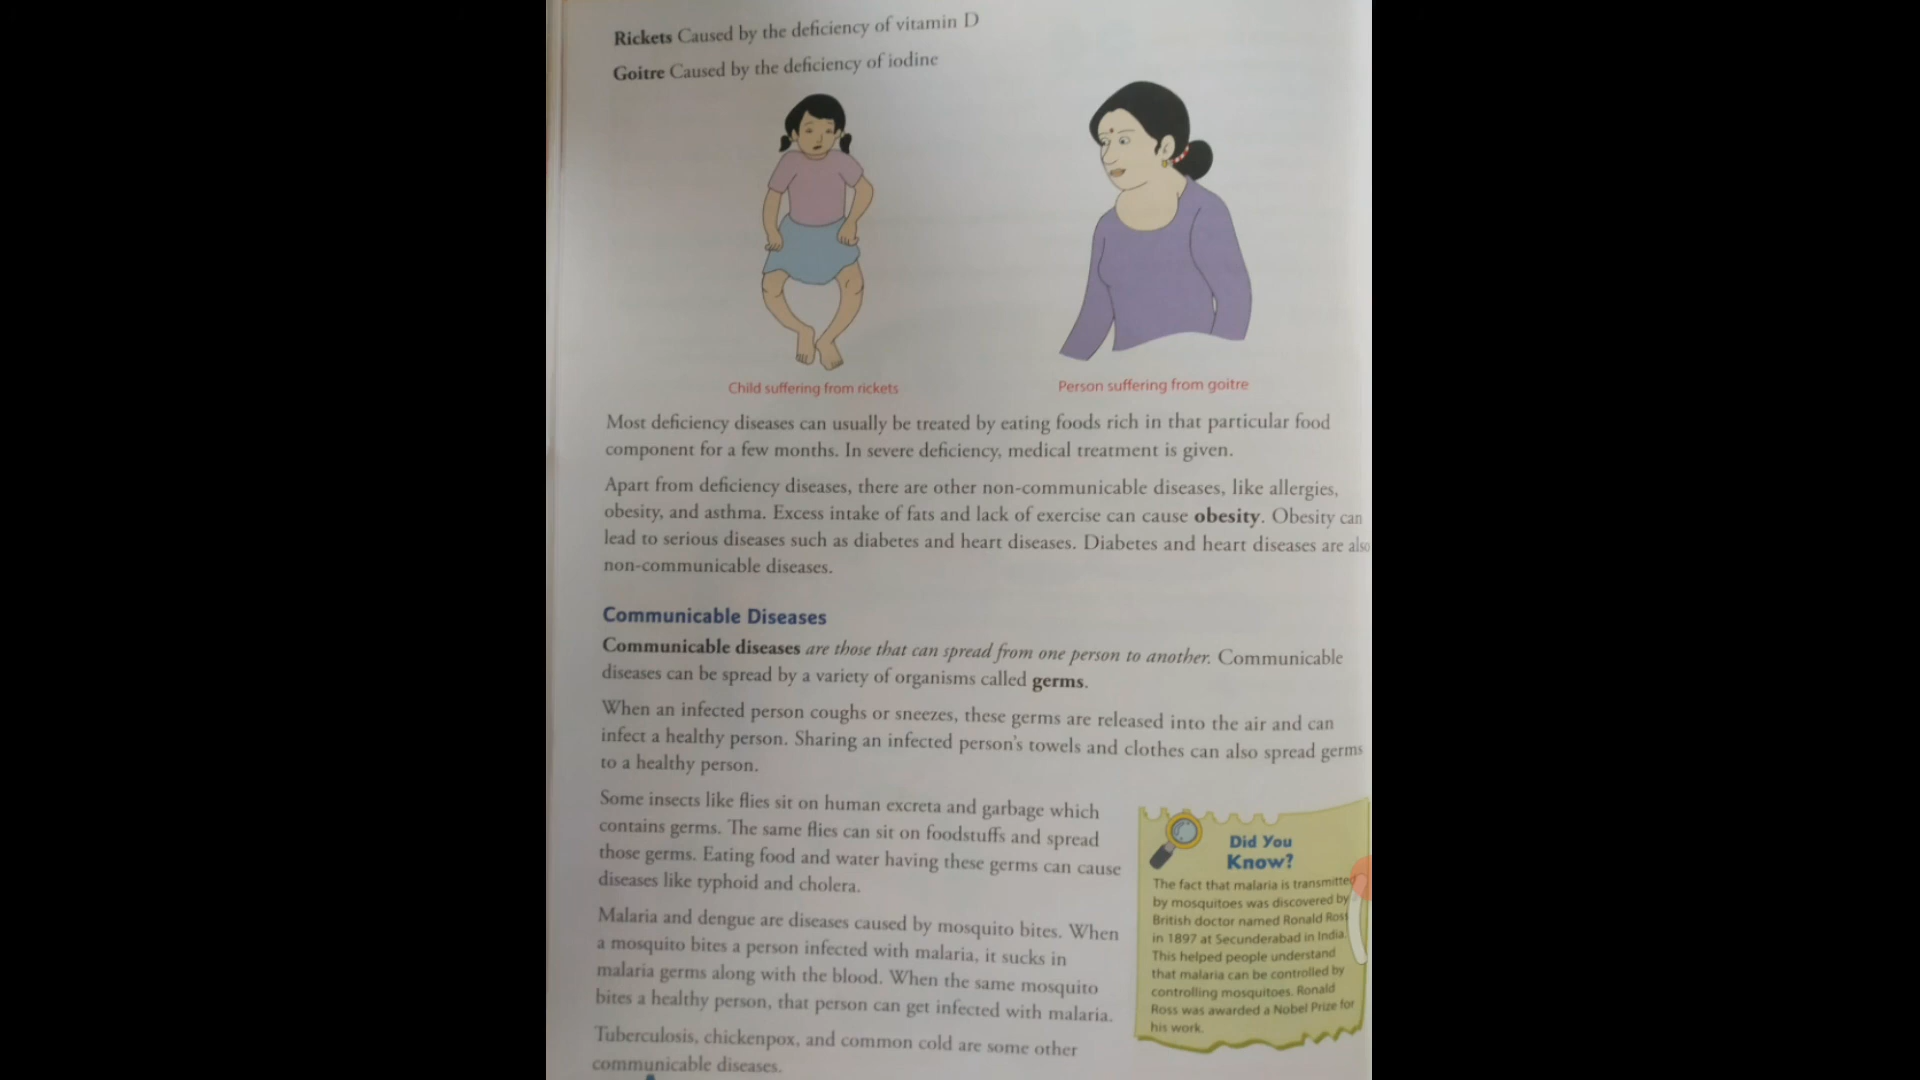 Rickets Caused by the deficiency of vitamin D
Goitre Caused by the deficiency of iodine
Child suffering from rickets
Person suffering from goitre
Most deficiency diseases can usually be treated by eating foods rich in that particular food
component for a few months. In severe deficiency, medical treatment is given.
Apart from deficiency diseases, there are other non-communicable diseases, like allergies,
obesity, and asthma. Excess intake of fats and lack of exercise can cause obesity. Obesity can
lead to serious diseases such as diabetes and heart diseases. Diabetes and heart diseases are also
non-communicable diseases.
Communicable Diseases
Communicable diseases are those that can spread from one person to another. Communicable
diseases can be spread by a variety of organisms called germs.
When an infected person coughs or sneezes, these germs are released into the air and can
infect a healthy person. Sharing an infected person's towels and clothes can also spread germs
to a healthy person.
Some insects like flies sit on human excreta and garbage which
contains germs. The same flies can sit on foodstuffs and spread
those germs. Eating food and water having these germs can cause
diseases like typhoid and cholera.
Malaria and dengue are diseases caused by mosquito bites. When
a mosquito bites a person infected with malaria, it sucks in
malaria germs along with the blood. When the same mosquito
bites a healthy person, that person can get infected with malaria.
Tuberculosis, chickenpox, and common cold are some other
communicable diseases.
Did You
Know?
The fact that malaria is transmitted
by mosquitoes was discovered by
British doctor named Ronald Ross
in 1897 at Secunderabad in India.
This helped people understand
that malaria can be controlled by
controlling mosquitoes. Ronald
Ross was awarded a Nobel Prize for
his work.